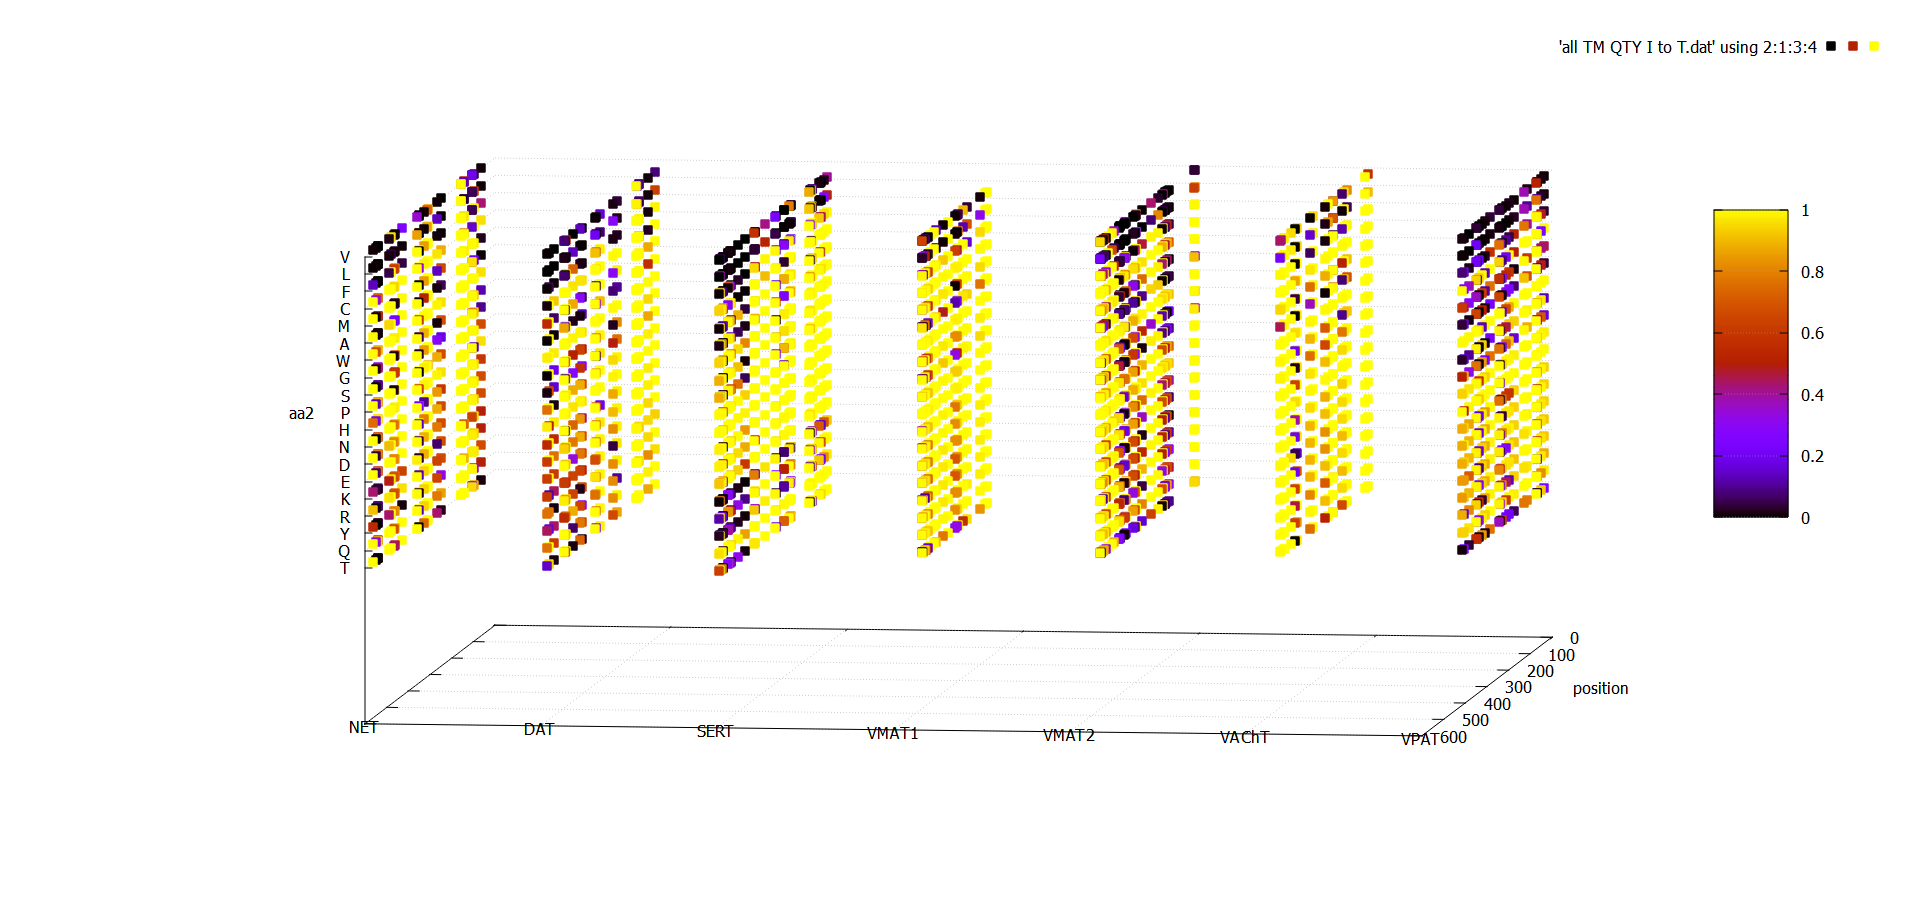 'all TM QTY I to T.dat' using 2:1:3:4
V
L
F
C
M
A
W
G
S
P
H
N
D
E
K
R
Y
Q
T
aa2
1
0.8
0.6
0.4
0.2
0
0
100
200
300
400
500
600
position
NET
DAT
SERT
VMAT1
VMAT2
VAChT
VPAT